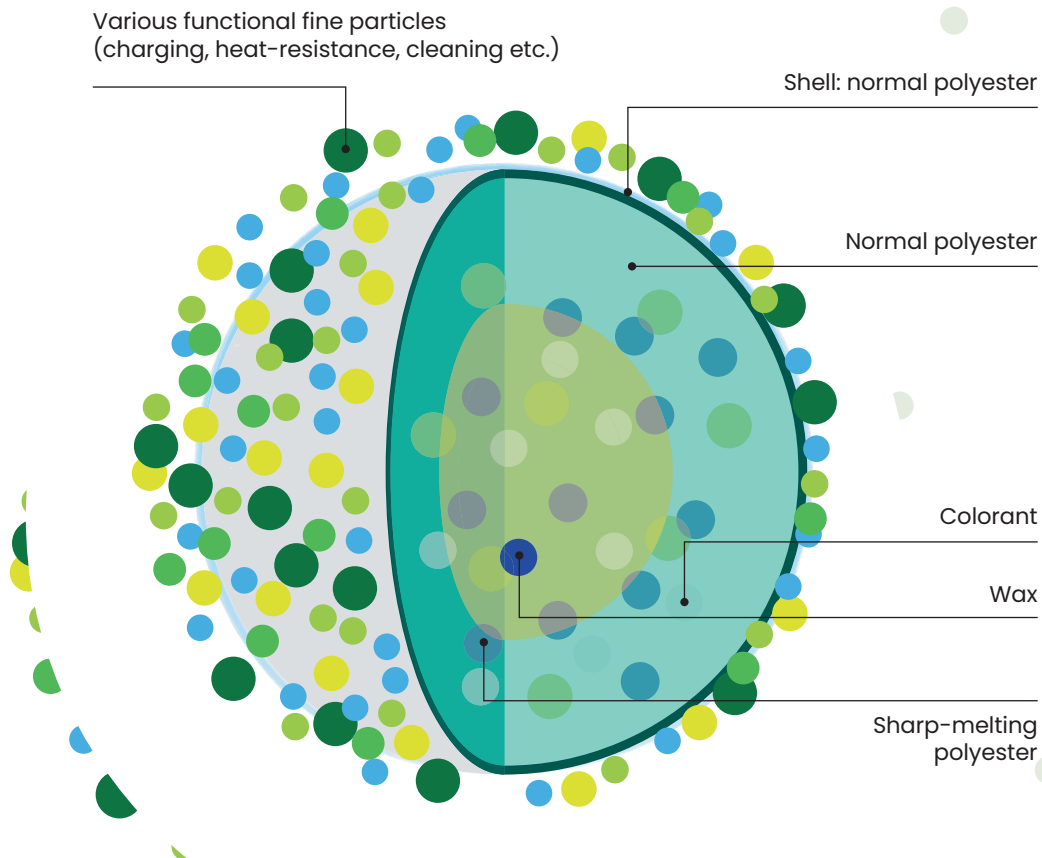 Various functional fine particles
(charging, heat-resistance, cleaning etc.)
Shell: normal polyester
Normal polyester
Colorant
Wax
Sharp-melting
polyester